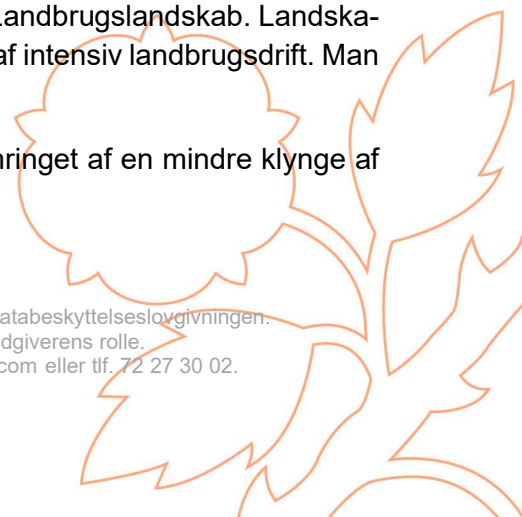 Landbrugslandskab. Landska-
af intensiv landbrugsdrift. Man
ringet af en mindre klynge af
atabeskyttelseslovgivningen.
dgiverens rolle.
com eller tlf. 72 27 30 02.